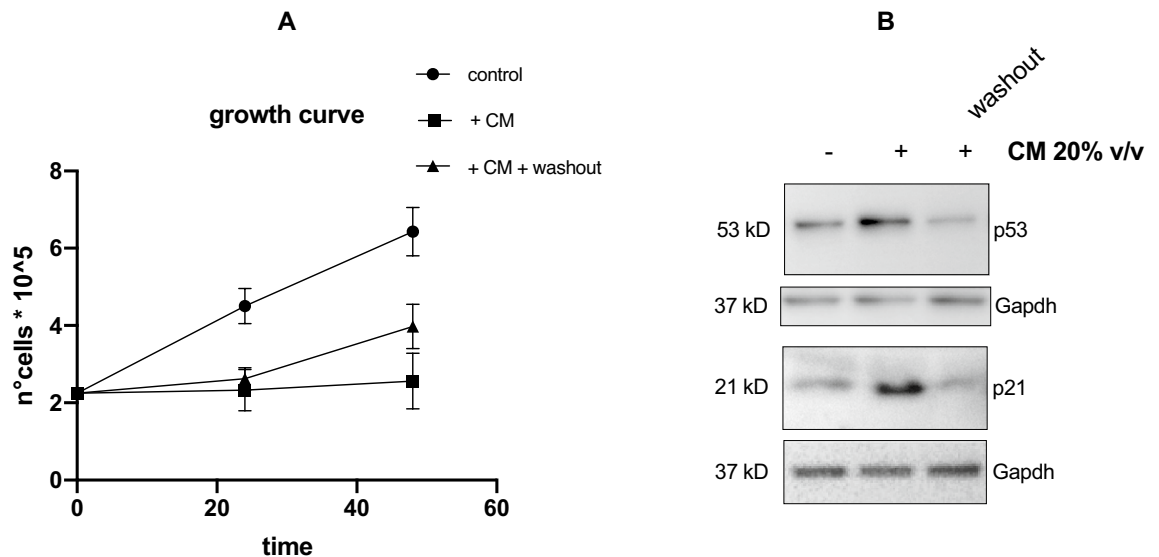 A
growth curve
control
+ CM
+ CM + washout
n°cells * 10^5
8
6
4
2
0
0 20 40 60
time
B
washout
- + + CM 20% v/v
53 kD p53
37 kD Gapdh
21 kD p21
37 kD Gapdh